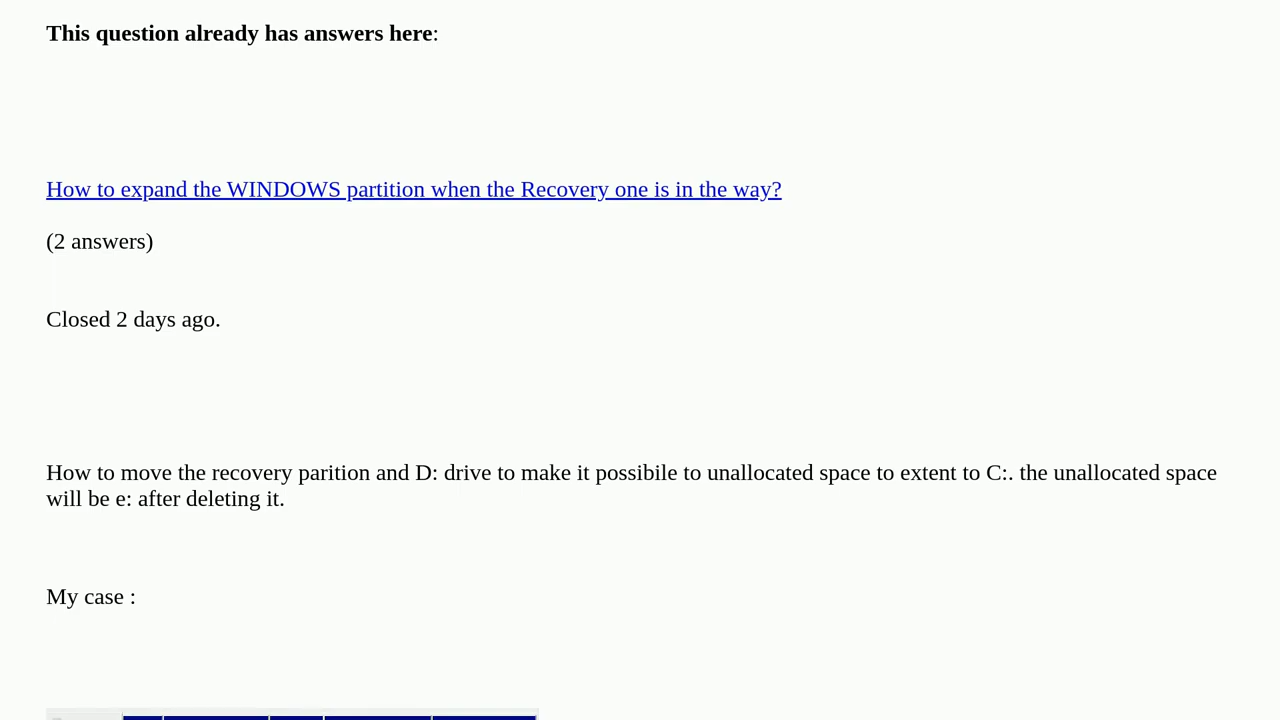 This question already has answers here:
How to expand the WINDOWS partition when the Recovery one is in the way?
(2 answers)
Closed 2 days ago.
How to move the recovery parition and D: drive to make it possibile to unallocated space to extent to C:. the unallocated space
will be e: after deleting it.
My case :